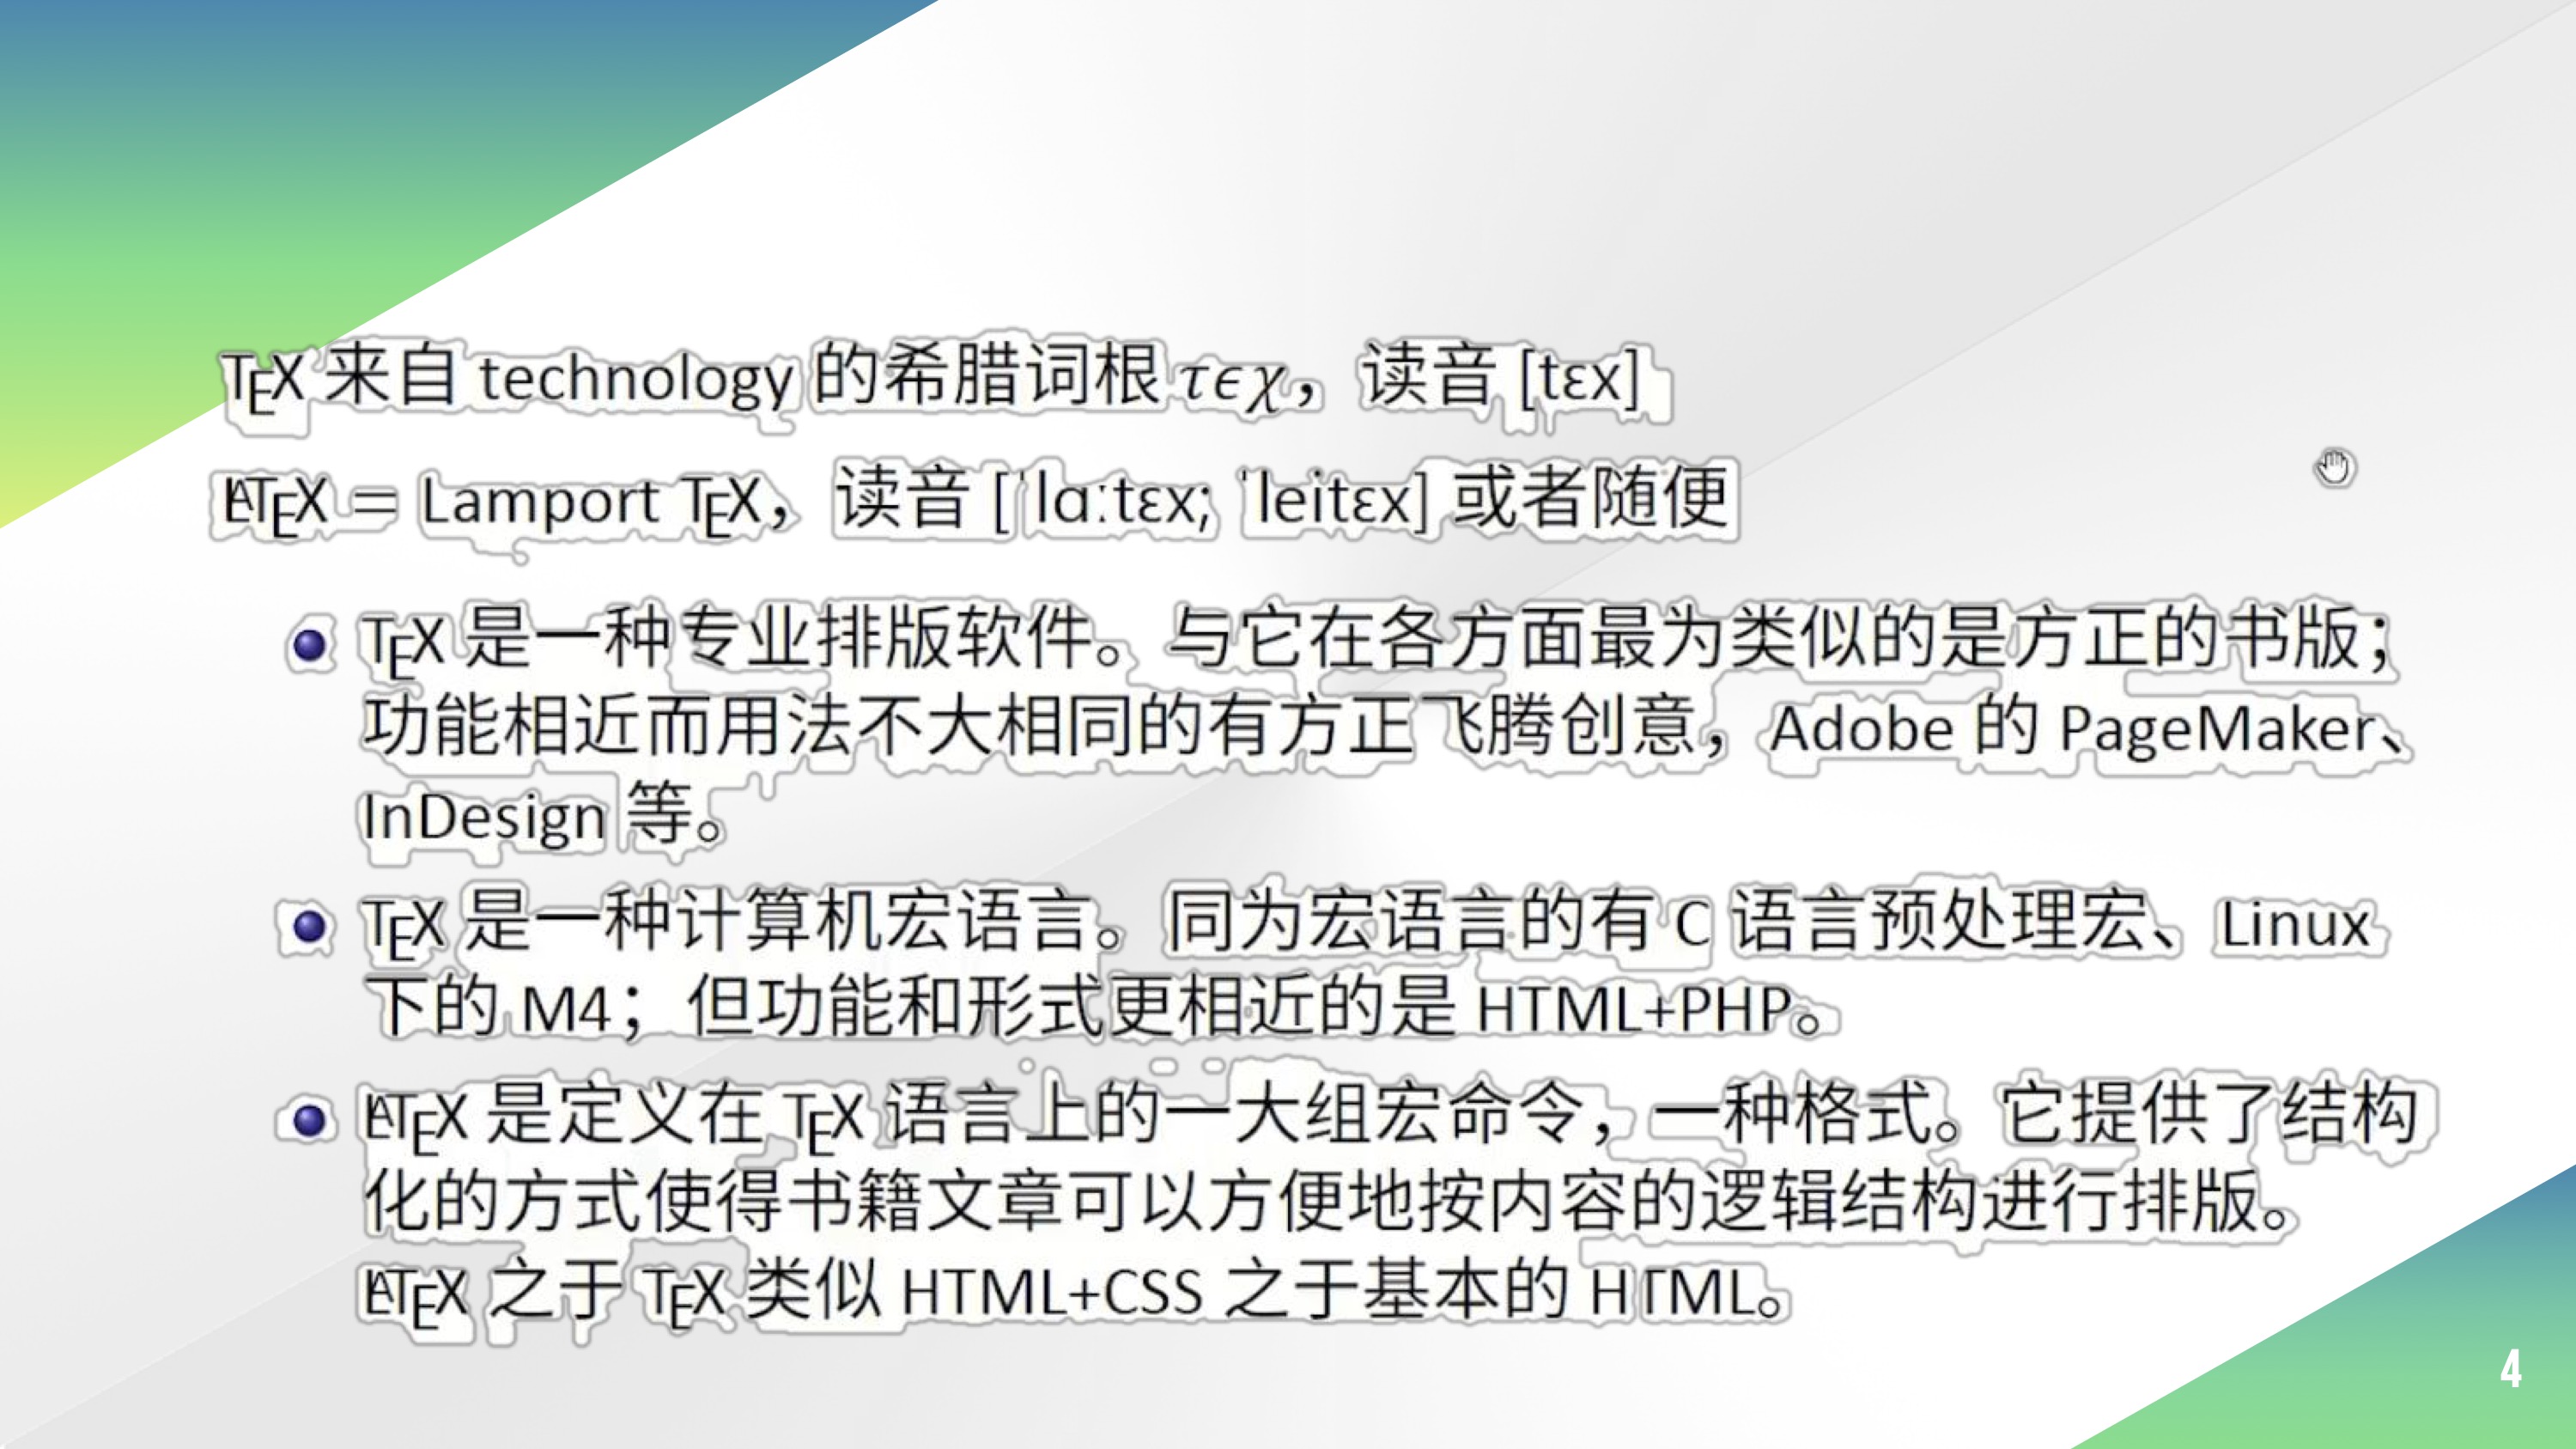 TEX 来自 technology 的希腊词根 τϵχ，读音 [tɛx]
LATEX = Lamport TEX，读音 [ˈlɑːtɛx; ˈleitɛx] 或者随便
TEX 是一种专业排版软件。与它在各方面最为类似的是方正的书版；
功能相近而用法不大相同的有方正飞腾创意，Adobe 的 PageMaker、
InDesign 等。
TEX 是一种计算机宏语言。同为宏语言的有 C 语言预处理宏、Linux
下的 M4；但功能和形式更相近的是 HTML+PHP。
LATEX 是定义在 TEX 语言上的一大组宏命令，一种格式。它提供了结构
化的方式使得书籍文章可以方便地按内容的逻辑结构进行排版。
LATEX 之于 TEX 类似 HTML+CSS 之于基本的 HTML。
4